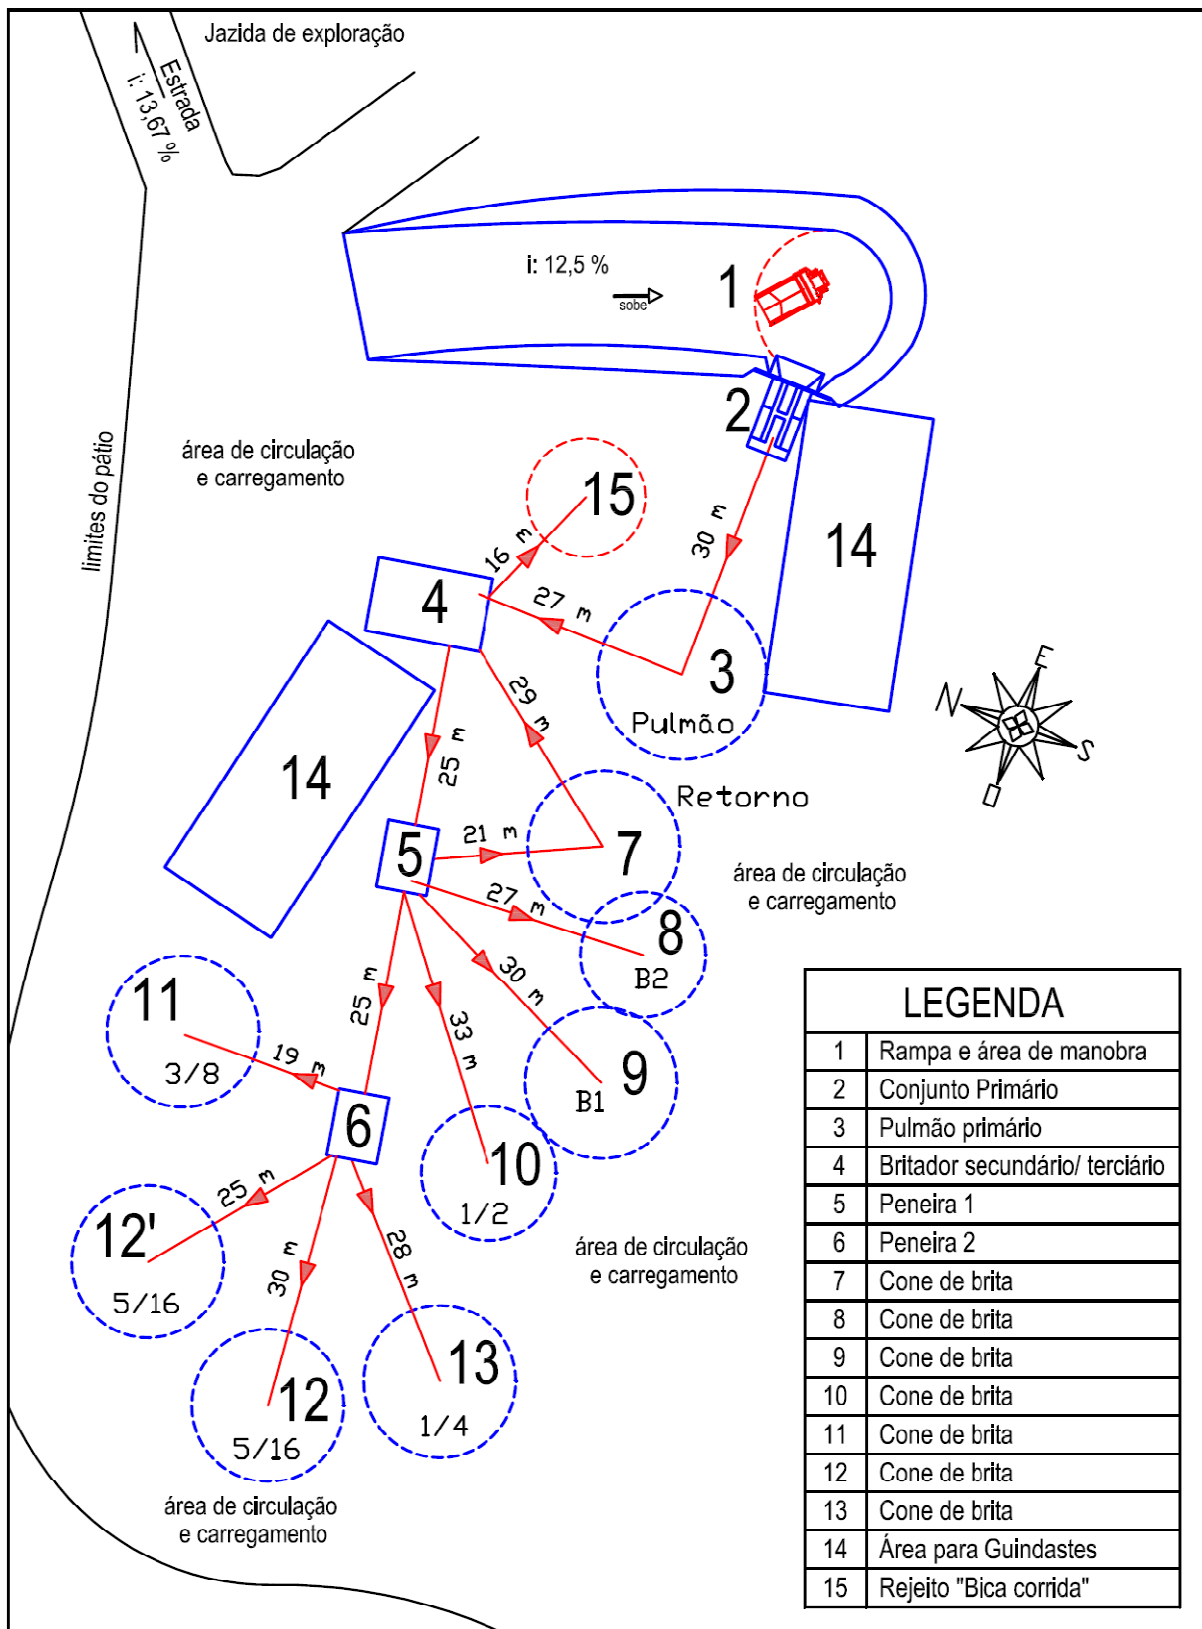 Jazida de exploração
Estrada
i: 13,67 %
i: 12,5 %
sobe
1
2
limites do pátio
área de circulação
e carregamento
15
14
30 m
16 m
4
27 m
3
Pulmão
29 m
25 m
14
E
N
S
O
Retorno
5
21 m
7
área de circulação
e carregamento
27 m
8
B2
30 m
25 m
33 m
11
3/8
19 m
9
B1
6
10
1/2
25 m
12'
5/16
30 m
28 m
área de circulação
e carregamento
13
1/4
12
5/16
área de circulação
e carregamento
LEGENDA
1 Rampa e área de manobra
2 Conjunto Primário
3 Pulmão primário
4 Britador secundário/ terciário
5 Peneira 1
6 Peneira 2
7 Cone de brita
8 Cone de brita
9 Cone de brita
10 Cone de brita
11 Cone de brita
12 Cone de brita
13 Cone de brita
14 Área para Guindastes
15 Rejeito "Bica corrida"